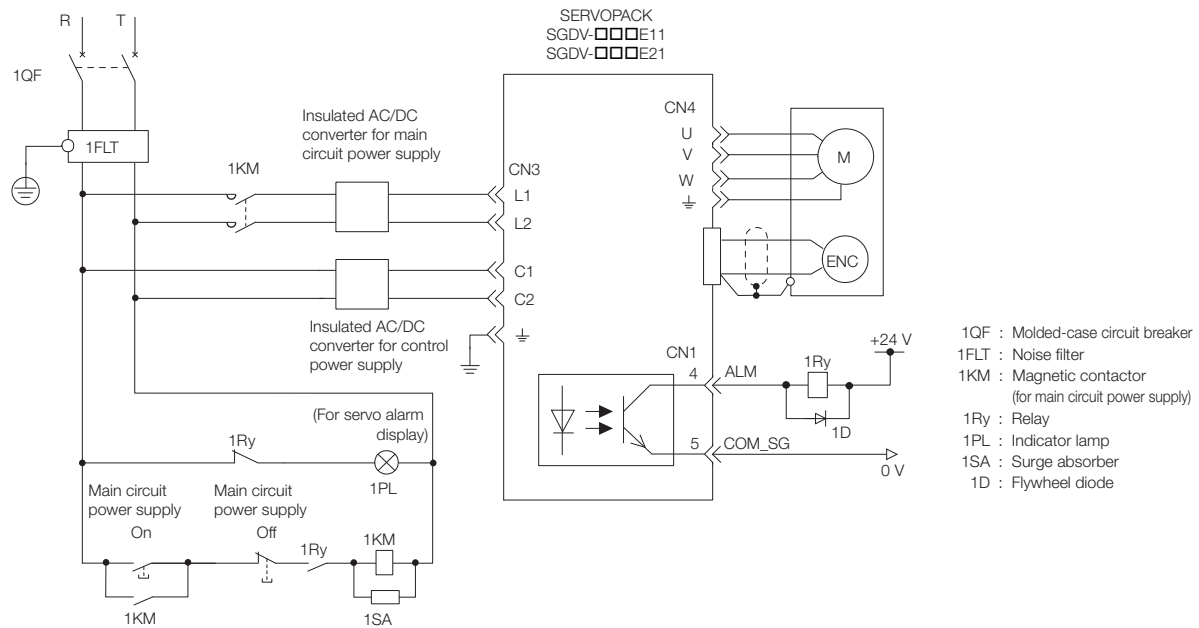 R
T
SERVOPACK
SGDV-□□□E11
SGDV-□□□E21
1QF
1FLT
Insulated AC/DC
converter for main
circuit power supply
1KM
CN3
L1
L2
C1
C2
Insulated AC/DC
converter for control
power supply
CN4
U
V
W
M
ENC
CN1
4
ALM
1Ry
+24 V
1D
5
COM_SG
0 V
(For servo alarm
display)
1Ry
1PL
Main circuit
power supply
On
Main circuit
power supply
Off
1Ry
1KM
1KM
1SA
1QF : Molded-case circuit breaker
1FLT : Noise filter
1KM : Magnetic contactor
(for main circuit power supply)
1Ry : Relay
1PL : Indicator lamp
1SA : Surge absorber
1D : Flywheel diode